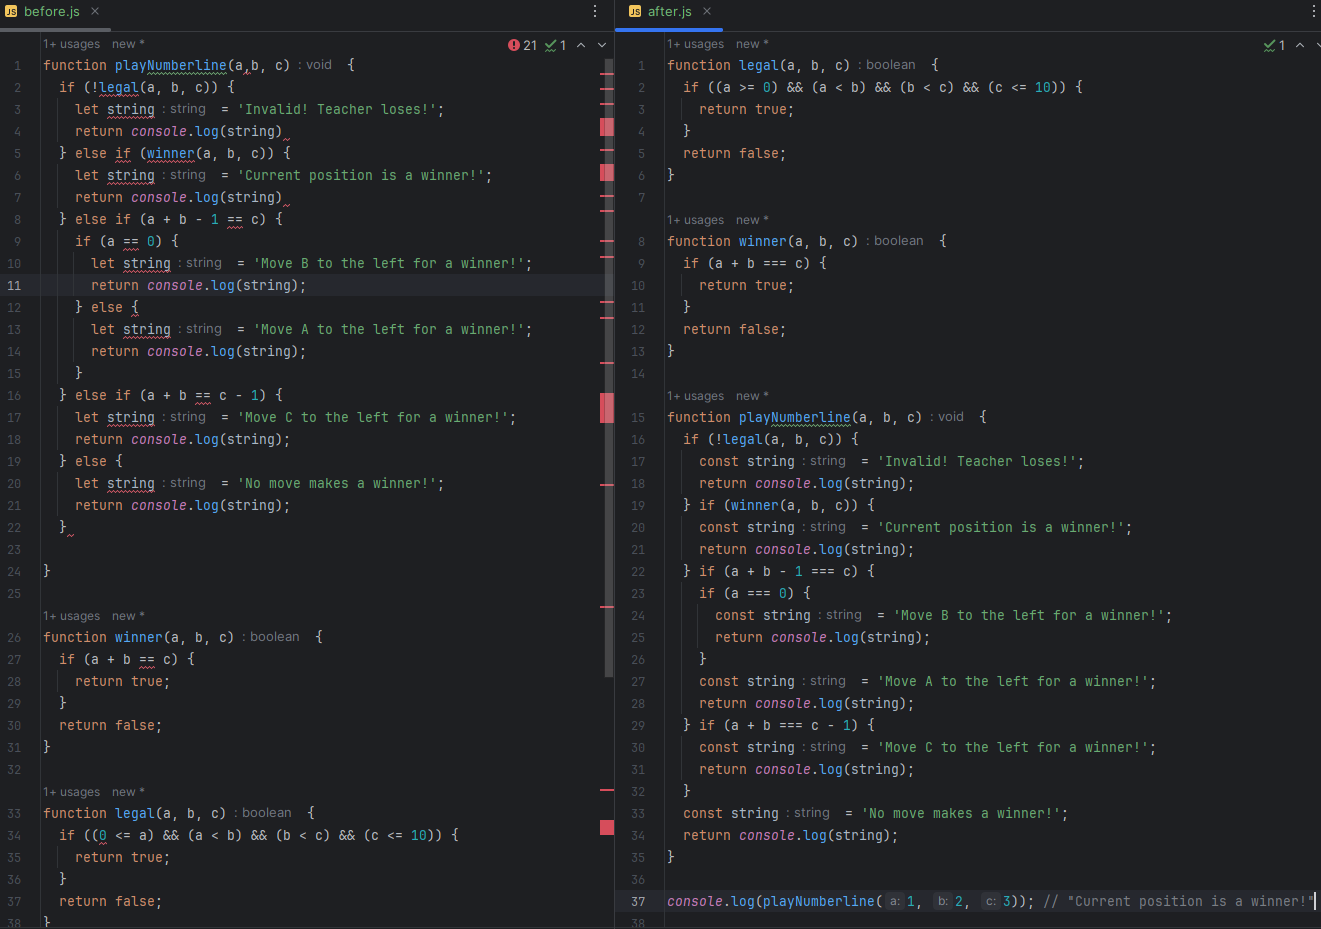 before.js
1+ usages new *
21 1
1 function playNumberline(a,b, c) : void {
2 if (!legal(a, b, c)) {
3 let string : string = 'Invalid! Teacher loses!';
4 return console.log(string)
5 } else if (winner(a, b, c)) {
6 let string : string = 'Current position is a winner!';
7 return console.log(string)
8 } else if (a + b - 1 == c) {
9 if (a == 0) {
10 let string : string = 'Move B to the left for a winner!';
11 return console.log(string);
12 } else {
13 let string : string = 'Move A to the left for a winner!';
14 return console.log(string);
15 }
16 } else if (a + b == c - 1) {
17 let string : string = 'Move C to the left for a winner!';
18 return console.log(string);
19 } else {
20 let string : string = 'No move makes a winner!';
21 return console.log(string);
22 }
23
24 }
25
1+ usages new *
26 function winner(a, b, c) : boolean {
27 if (a + b == c) {
28 return true;
29 }
30 return false;
31 }
32
1+ usages new *
33 function legal(a, b, c) : boolean {
34 if ((0 <= a) && (a < b) && (b < c) && (c <= 10)) {
35 return true;
36 }
37 return false;
38 }
after.js
1+ usages new *
1
1 function legal(a, b, c) : boolean {
2 if ((a >= 0) && (a < b) && (b < c) && (c <= 10)) {
3 return true;
4 }
5 return false;
6 }
7
1+ usages new *
8 function winner(a, b, c) : boolean {
9 if (a + b === c) {
10 return true;
11 }
12 return false;
13 }
14
1+ usages new *
15 function playNumberline(a, b, c) : void {
16 if (!legal(a, b, c)) {
17 const string : string = 'Invalid! Teacher loses!';
18 return console.log(string);
19 } if (winner(a, b, c)) {
20 const string : string = 'Current position is a winner!';
21 return console.log(string);
22 } if (a + b - 1 === c) {
23 if (a === 0) {
24 const string : string = 'Move B to the left for a winner!';
25 return console.log(string);
26 }
27 const string : string = 'Move A to the left for a winner!';
28 return console.log(string);
29 } if (a + b === c - 1) {
30 const string : string = 'Move C to the left for a winner!';
31 return console.log(string);
32 }
33 const string : string = 'No move makes a winner!';
34 return console.log(string);
35 }
36
37 console.log(playNumberline( a: 1, b: 2, c: 3)); // "Current position is a winner!"
38